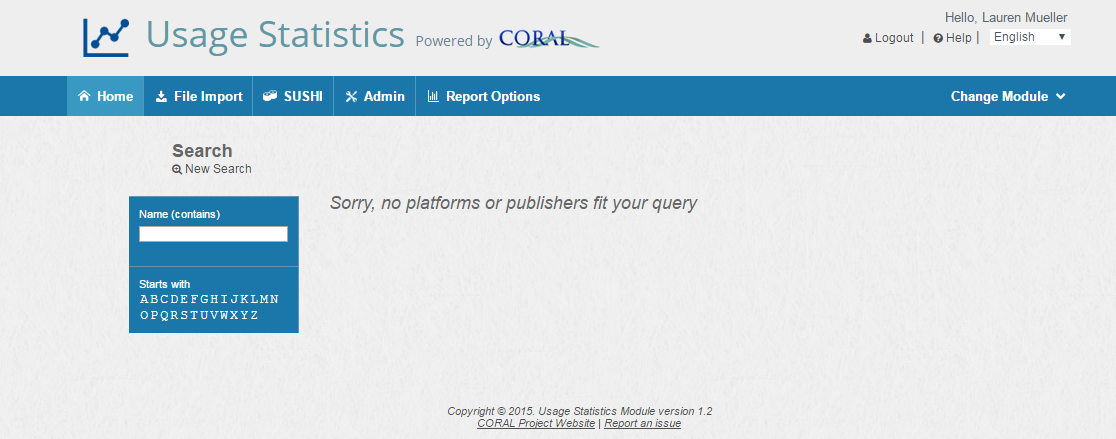 Usage Statistics Powered by CORAL
Hello, Lauren Mueller
Logout | Help | English
Home File Import SUSHI Admin Report Options Change Module
Search
New Search
Sorry, no platforms or publishers fit your query
Name (contains)
Starts with
A B C D E F G H I J K L M N
O P Q R S T U V W X Y Z
Copyright © 2015. Usage Statistics Module version 1.2
CORAL Project Website | Report an issue